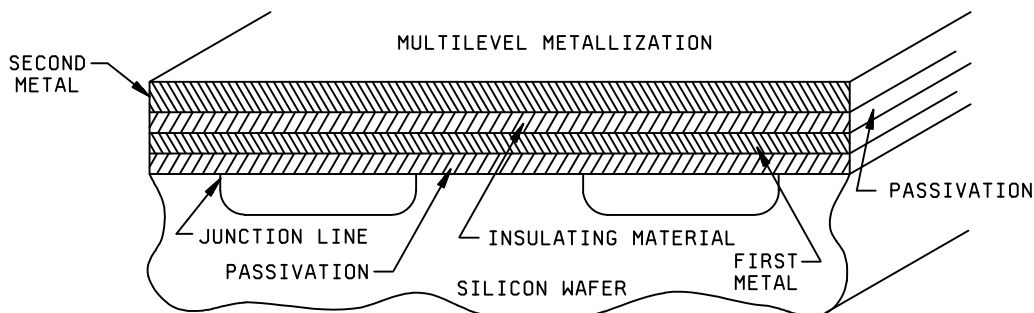 MULTILEVEL METALLIZATION
SECOND
METAL
PASSIVATION
JUNCTION LINE
INSULATING MATERIAL
PASSIVATION
FIRST
METAL
SILICON WAFER